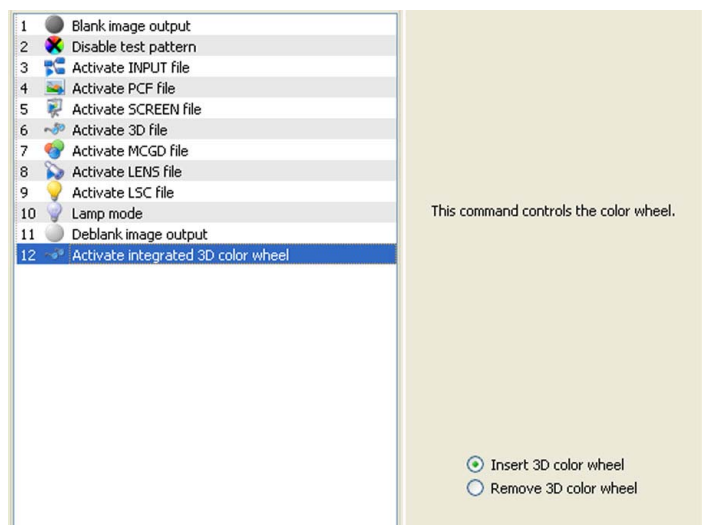 1 Blank image output
2 Disable test pattern
3 Activate INPUT file
4 Activate PCF file
5 Activate SCREEN file
6 Activate 3D file
7 Activate MCGD file
8 Activate LENS file
9 Activate LSC file
10 Lamp mode
11 Deblank image output
12 Activate integrated 3D color wheel
This command controls the color wheel.
Insert 3D color wheel
Remove 3D color wheel